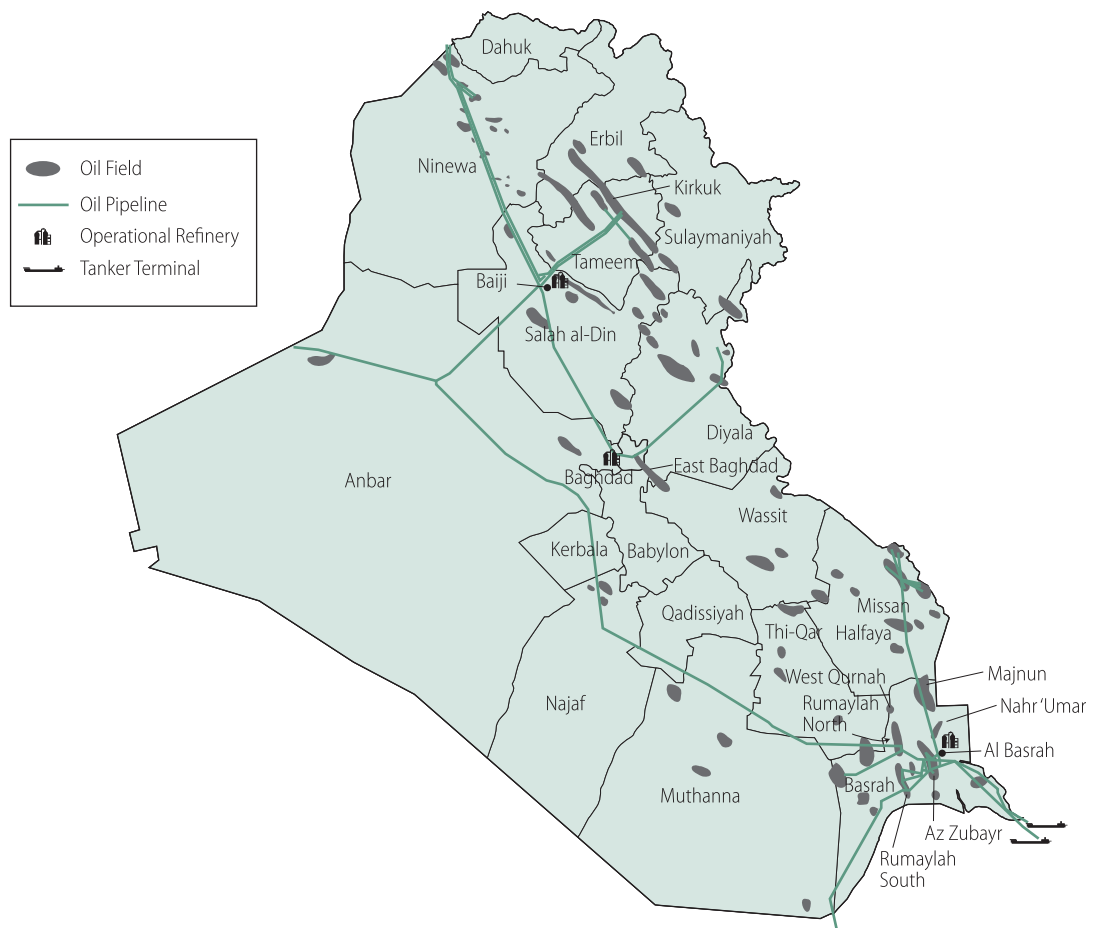 Oil Field
Oil Pipeline
Operational Refinery
Tanker Terminal
Dahuk
Erbil
Ninewa
Kirkuk
Sulaymaniyah
Tameem
Baiji
Salah al-Din
Diyala
East Baghdad
Baghdad
Anbar
Wassit
Kerbala
Babylon
Missan
Qadissiyah
Thi-Qar
Halfaya
West Qurnah
Majnun
Najaf
Rumaylah
North
Nahr ‘Umar
Al Basrah
Basrah
Muthanna
Az Zubayr
Rumaylah
South